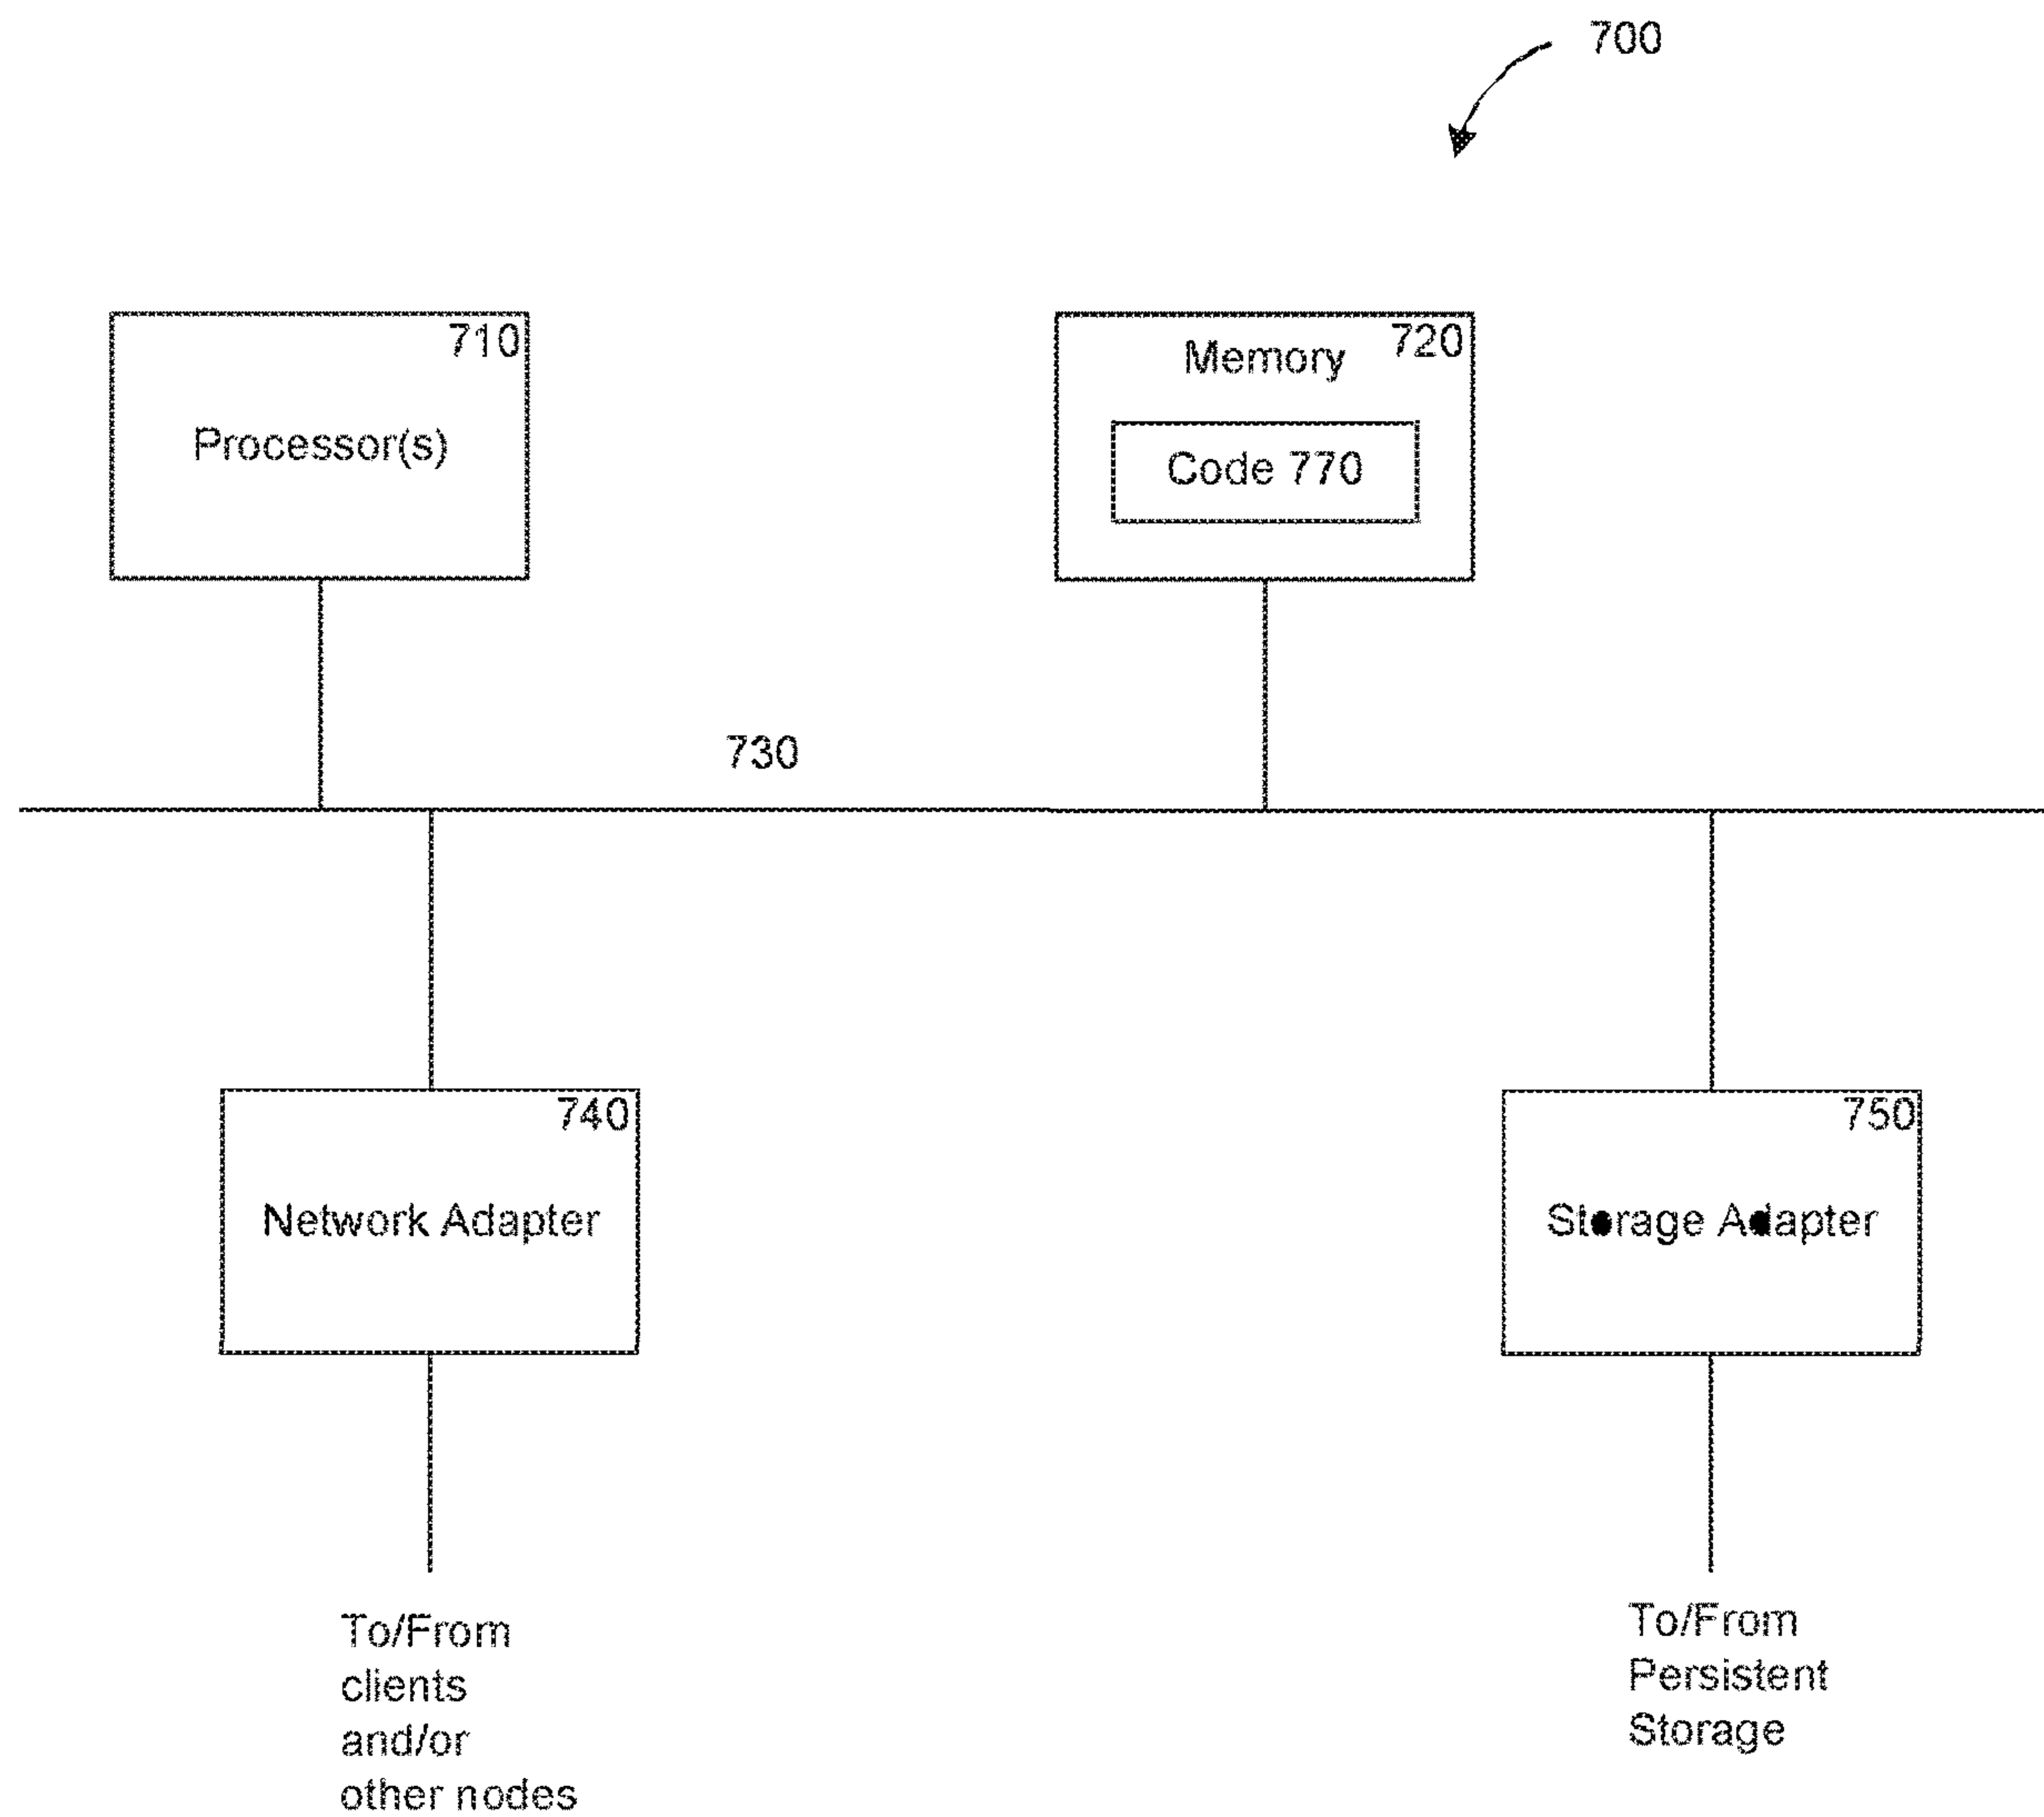 700
710
Processor(s)
720
Memory
Code 770
730
740
Network Adapter
750
Storage Adapter
To/From
clients
and/or
other nodes
To/From
Persistent
Storage